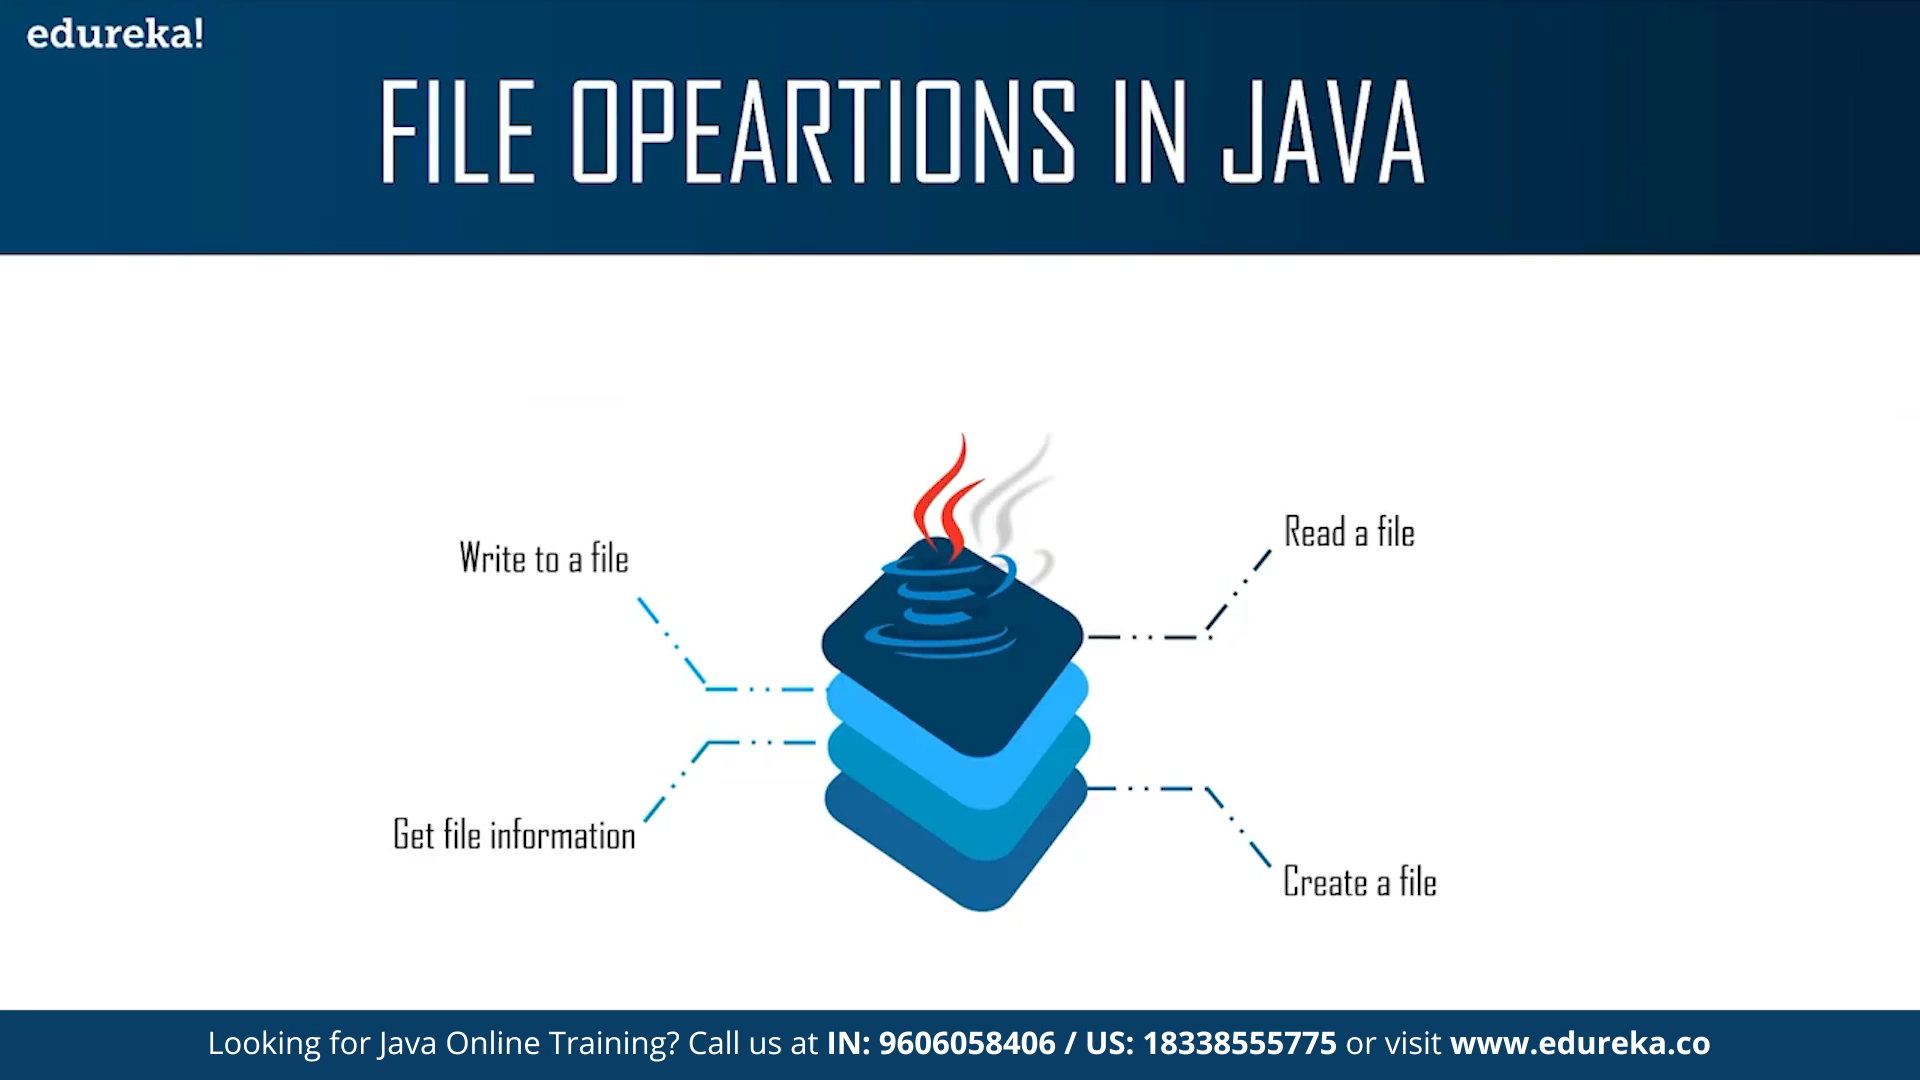 edureka!
FILE OPEARTIONS IN JAVA
Write to a file
Read a file
Get file information
Create a file
Looking for Java Online Training? Call us at IN: 9606058406 / US: 18338555775 or visit www.edureka.co